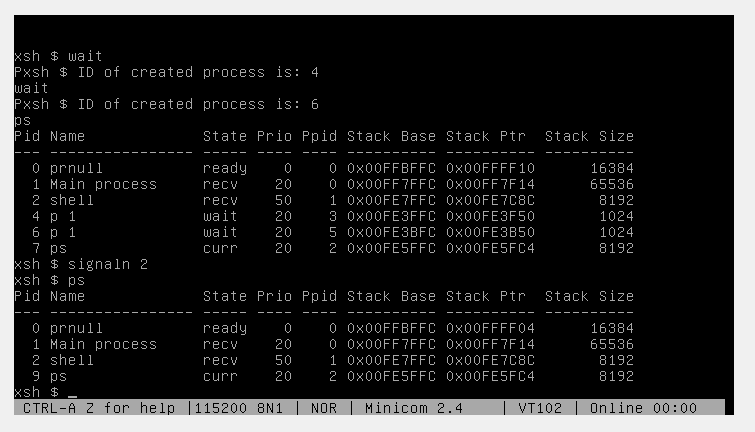 xsh $ wait
Pxsh $ ID of created process is: 4
wait
Pxsh $ ID of created process is: 6
ps
Pid Name             State Prio Ppid Stack Base Stack Ptr  Stack Size
--- ---------------- ----- ---- ---- ---------- ---------- ----------
  0 prnull           ready    0    0 0x00FFBFFC 0x00FFFF10      16384
  1 Main process     recv    20    0 0x00FF7FFC 0x00FF7F14      65536
  2 shell            recv    50    1 0x00FE7FFC 0x00FE7C8C       8192
  4 p 1              wait    20    3 0x00FE3FFC 0x00FE3F50       1024
  6 p 1              wait    20    5 0x00FE3BFC 0x00FE3B50       1024
  7 ps               curr    20    2 0x00FE5FFC 0x00FE5FC4       8192
xsh $ signaln 2
xsh $ ps
Pid Name             State Prio Ppid Stack Base Stack Ptr  Stack Size
--- ---------------- ----- ---- ---- ---------- ---------- ----------
  0 prnull           ready    0    0 0x00FFBFFC 0x00FFFF04      16384
  1 Main process     recv    20    0 0x00FF7FFC 0x00FF7F14      65536
  2 shell            recv    50    1 0x00FE7FFC 0x00FE7C8C       8192
  9 ps               curr    20    2 0x00FE5FFC 0x00FE5FC4       8192
xsh $ _
CTRL-A Z for help |115200 8N1 | NOR | Minicom 2.4    | VT102 | Online 00:00